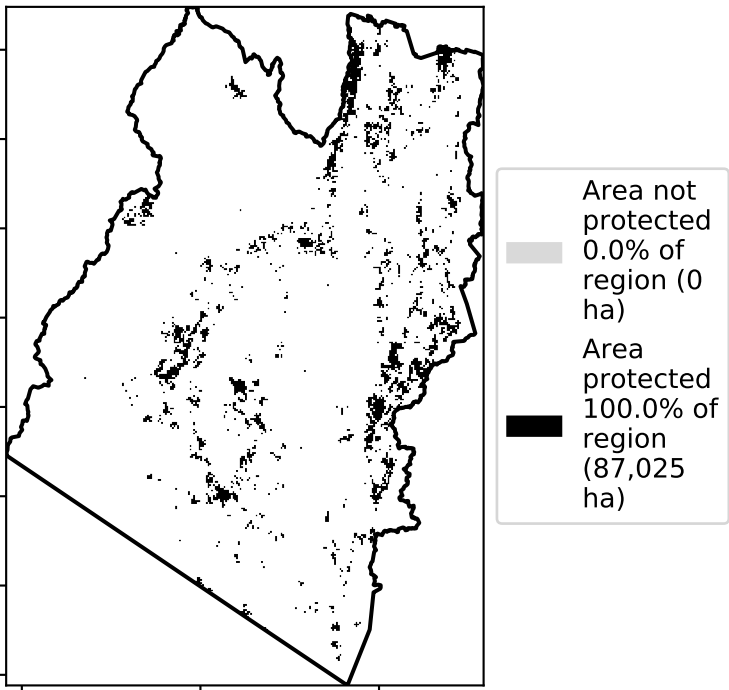 Area not
protected
0.0% of
region (0
ha)
Area
protected
100.0% of
region
(87,025
ha)